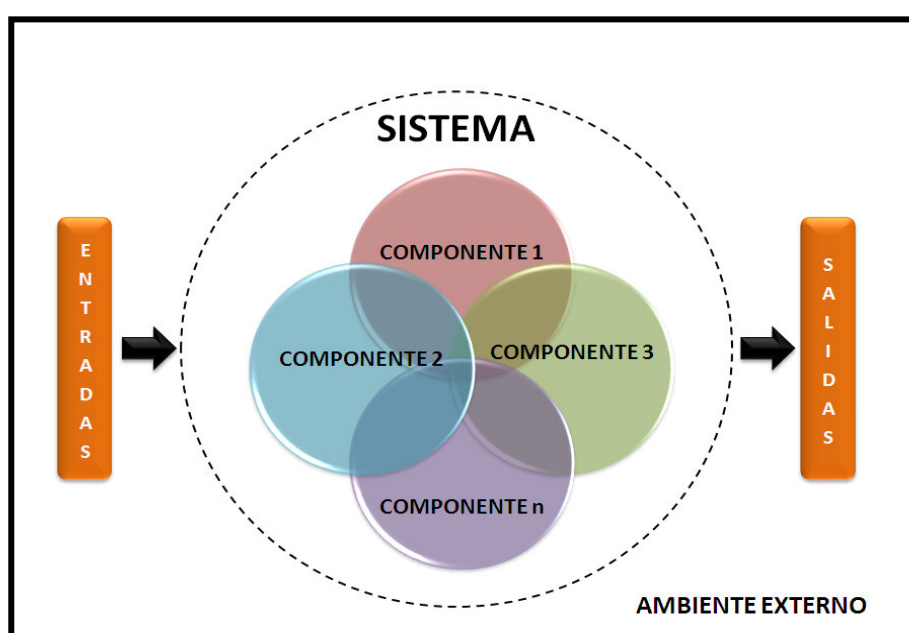 SISTEMA
ENTRADAS
COMPONENTE 1
COMPONENTE 2
COMPONENTE 3
COMPONENTE n
SALIDAS
AMBIENTE EXTERNO